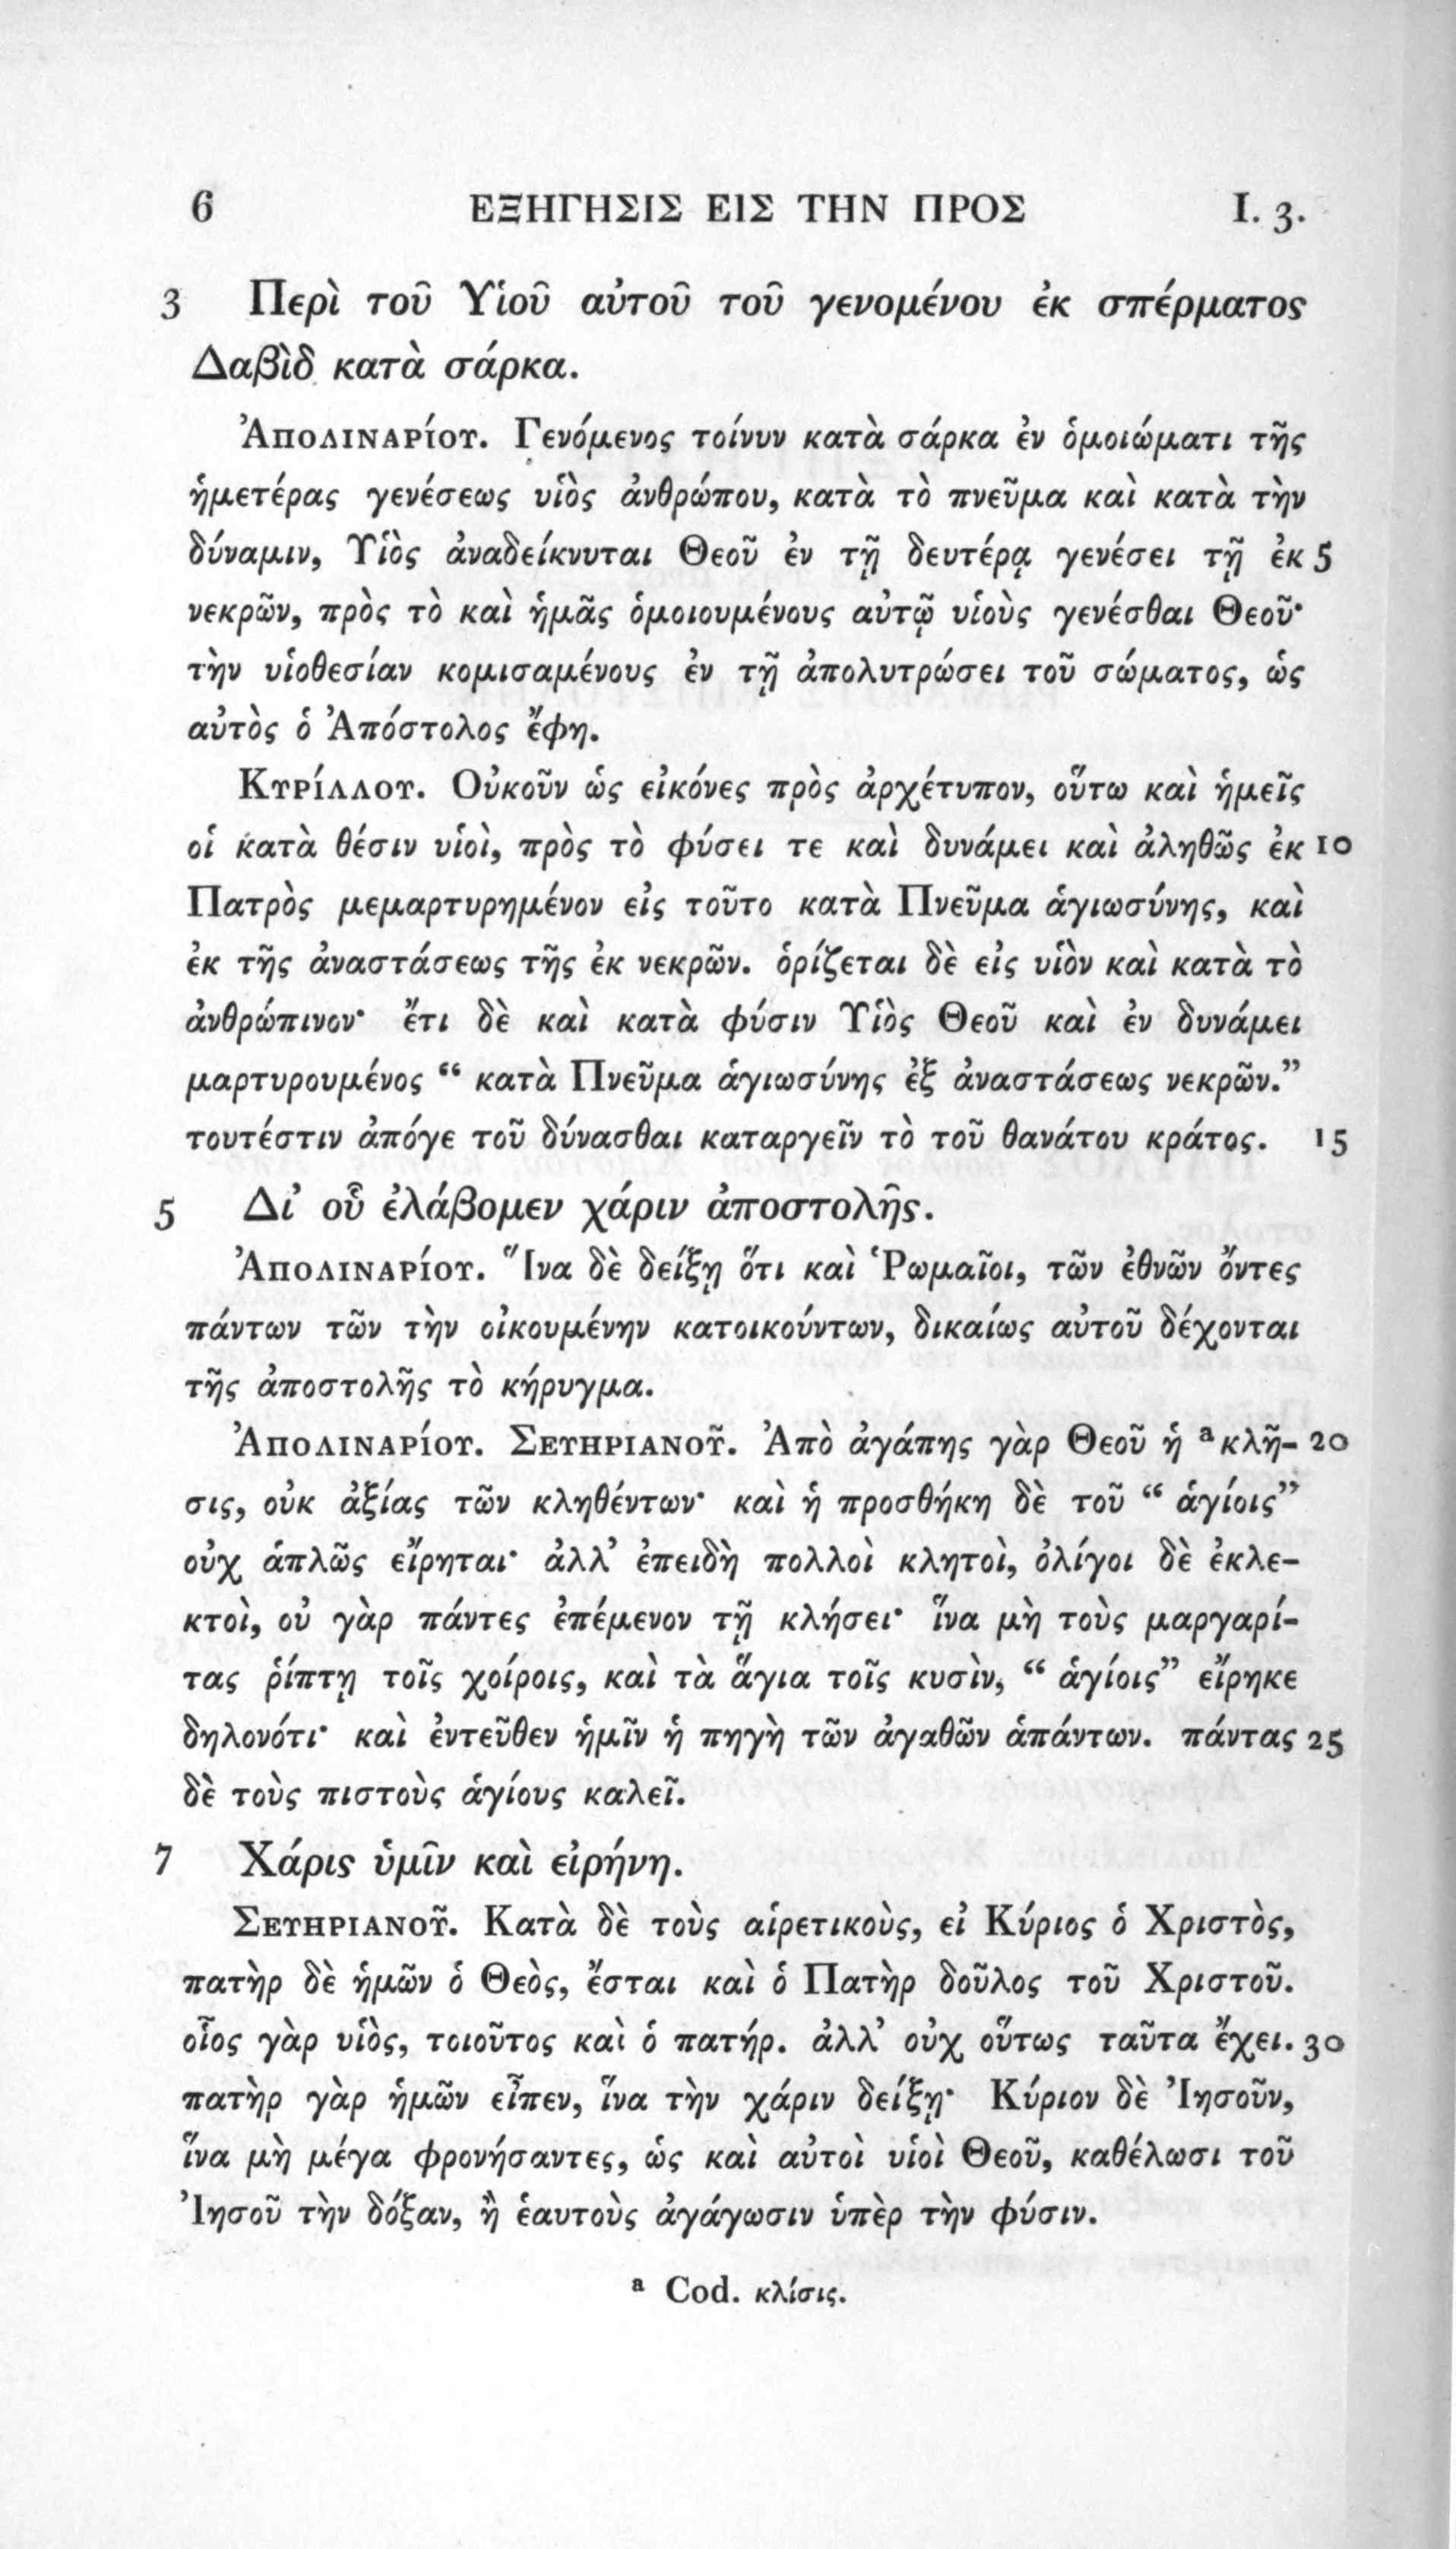 6 ΕΞΗΓΗΣΙΣ ΕΙΣ ΤΗΝ ΠΡΟΣ I. 3.
3 Περὶ τοῦ Υἱοῦ αὐτοῦ τοῦ γενομένου ἐκ σπέρματος
Δαβὶδ κατὰ σάρκα.
Ἀπολιναρίου. Γενόμενος τοίνυν κατὰ σάρκα ἐν ὁμοιώματι τῆς
ἡμετέρας γενέσεως υἱὸς ἀνθρώπου, κατὰ τὸ πνεῦμα καὶ κατὰ τὴν
δύναμιν, Υἱὸς ἀναδείκνυται Θεοῦ ἐν τῇ δευτέρᾳ γενέσει τῇ ἐκ 5
νεκρῶν, πρὸς τὸ καὶ ἡμᾶς ὁμοιουμένους αὐτῷ υἱοὺς γενέσθαι Θεοῦ·
τὴν υἱοθεσίαν κομισαμένους ἐν τῇ ἀπολυτρώσει τοῦ σώματος, ὡς
αὐτὸς ὁ Ἀπόστολος ἔφη.
Κυρίλλου. Οὐκοῦν ὡς εἰκόνες πρὸς ἀρχέτυπον, οὕτω καὶ ἡμεῖς
οἱ κατὰ θέσιν υἱοὶ, πρὸς τὸ φύσει τε καὶ δυνάμει καὶ ἀληθῶς ἐκ 10
Πατρὸς μεμαρτυρημένον εἰς τοῦτο κατὰ Πνεῦμα ἁγιωσύνης, καὶ
ἐκ τῆς ἀναστάσεως τῆς ἐκ νεκρῶν. ὁρίζεται δὲ εἰς υἱὸν καὶ κατὰ τὸ
ἀνθρώπινον· ἔτι δὲ καὶ κατὰ φύσιν Υἱὸς Θεοῦ καὶ ἐν δυνάμει
μαρτυρουμένος “ κατὰ Πνεῦμα ἁγιωσύνης ἐξ ἀναστάσεως νεκρῶν.”
τουτέστιν ἀπόγε τοῦ δύνασθαι καταργεῖν τὸ τοῦ θανάτου κράτος. 15
5 Δι’ οὗ ἐλάβομεν χάριν ἀποστολῆς.
Ἀπολιναρίου. Ἵνα δὲ δείξῃ ὅτι καὶ Ῥωμαῖοι, τῶν ἐθνῶν ὄντες
πάντων τῶν τὴν οἰκουμένην κατοικούντων, δικαίως αὐτοῦ δέχονται
τῆς ἀποστολῆς τὸ κήρυγμα.
Ἀπολιναρίου. Σευηριανοῦ. Ἀπὸ ἀγάπης γὰρ Θεοῦ ἡ ᵃκλῆ- 20
σις, οὐκ ἀξίας τῶν κληθέντων· καὶ ἡ προσθήκη δὲ τοῦ “ ἁγίοις”
οὐχ ἁπλῶς εἴρηται· ἀλλ’ ἐπειδὴ πολλοὶ κλητοὶ, ὀλίγοι δὲ ἐκλε-
κτοὶ, οὐ γὰρ πάντες ἐπέμενον τῇ κλήσει· ἵνα μὴ τοὺς μαργαρί-
τας ῥίπτῃ τοῖς χοίροις, καὶ τὰ ἅγια τοῖς κυσὶν, “ ἁγίοις” εἴρηκε
δηλονότι· καὶ ἐντεῦθεν ἡμῖν ἡ πηγὴ τῶν ἀγαθῶν ἁπάντων. πάντας 25
δὲ τοὺς πιστοὺς ἁγίους καλεῖ.
7 Χάρις ὑμῖν καὶ εἰρήνη.
Σευηριανοῦ. Κατὰ δὲ τοὺς αἱρετικοὺς, εἰ Κύριος ὁ Χριστὸς,
πατὴρ δὲ ἡμῶν ὁ Θεὸς, ἔσται καὶ ὁ Πατὴρ δοῦλος τοῦ Χριστοῦ.
οἷος γὰρ υἱὸς, τοιοῦτος καὶ ὁ πατήρ. ἀλλ’ οὐχ οὕτως ταῦτα ἔχει. 30
πατὴρ γὰρ ἡμῶν εἶπεν, ἵνα τὴν χάριν δείξῃ· Κύριον δὲ Ἰησοῦν,
ἵνα μὴ μέγα φρονήσαντες, ὡς καὶ αὐτοὶ υἱοὶ Θεοῦ, καθέλωσι τοῦ
Ἰησοῦ τὴν δόξαν, ἢ ἑαυτοὺς ἀγάγωσιν ὑπὲρ τὴν φύσιν.
ᵃ Cod. κλίσις.